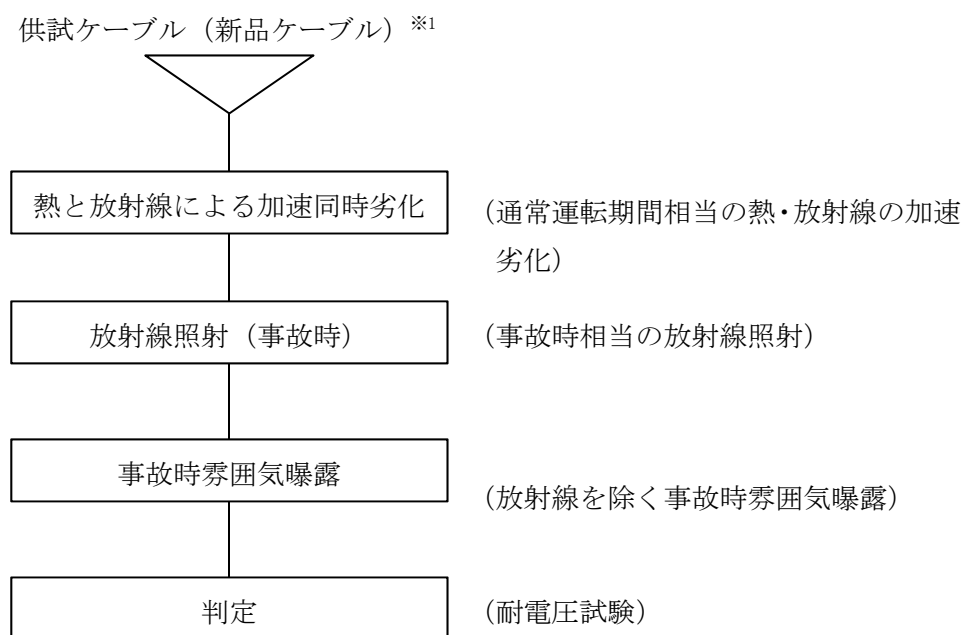 供試ケーブル（新品ケーブル）※1
熱と放射線による加速同時劣化
（通常運転期間相当の熱・放射線の加速
劣化）
放射線照射（事故時）
（事故時相当の放射線照射）
事故時雰囲気曝露
（放射線を除く事故時雰囲気曝露）
判定
（耐電圧試験）